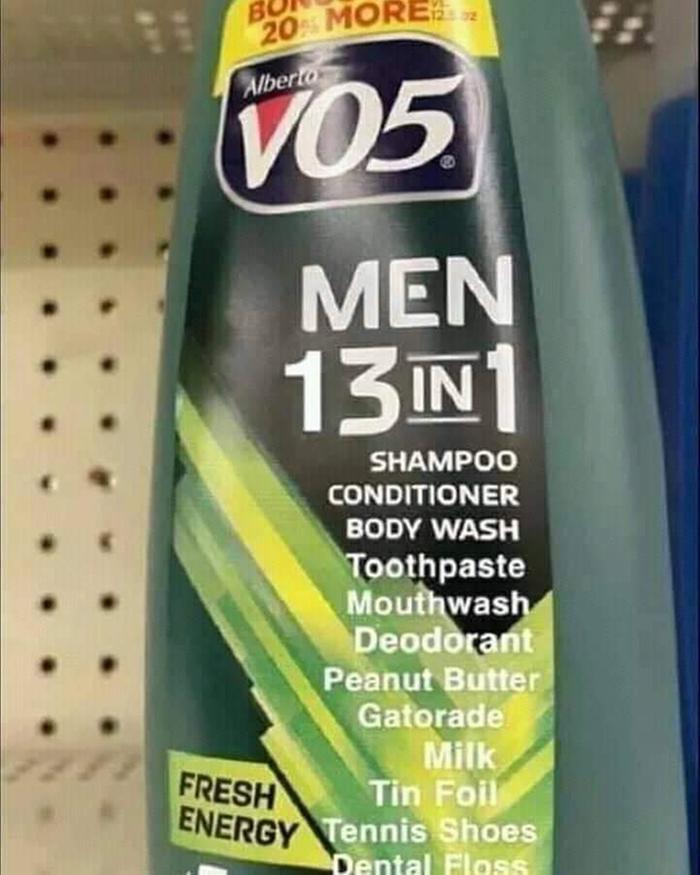 BONUS
20% MORE
Alberto
VO5®
MEN
13 IN 1
SHAMPOO
CONDITIONER
BODY WASH
Toothpaste
Mouthwash
Deodorant
Peanut Butter
Gatorade
Milk
Tin Foil
Tennis Shoes
Dental Floss
FRESH
ENERGY